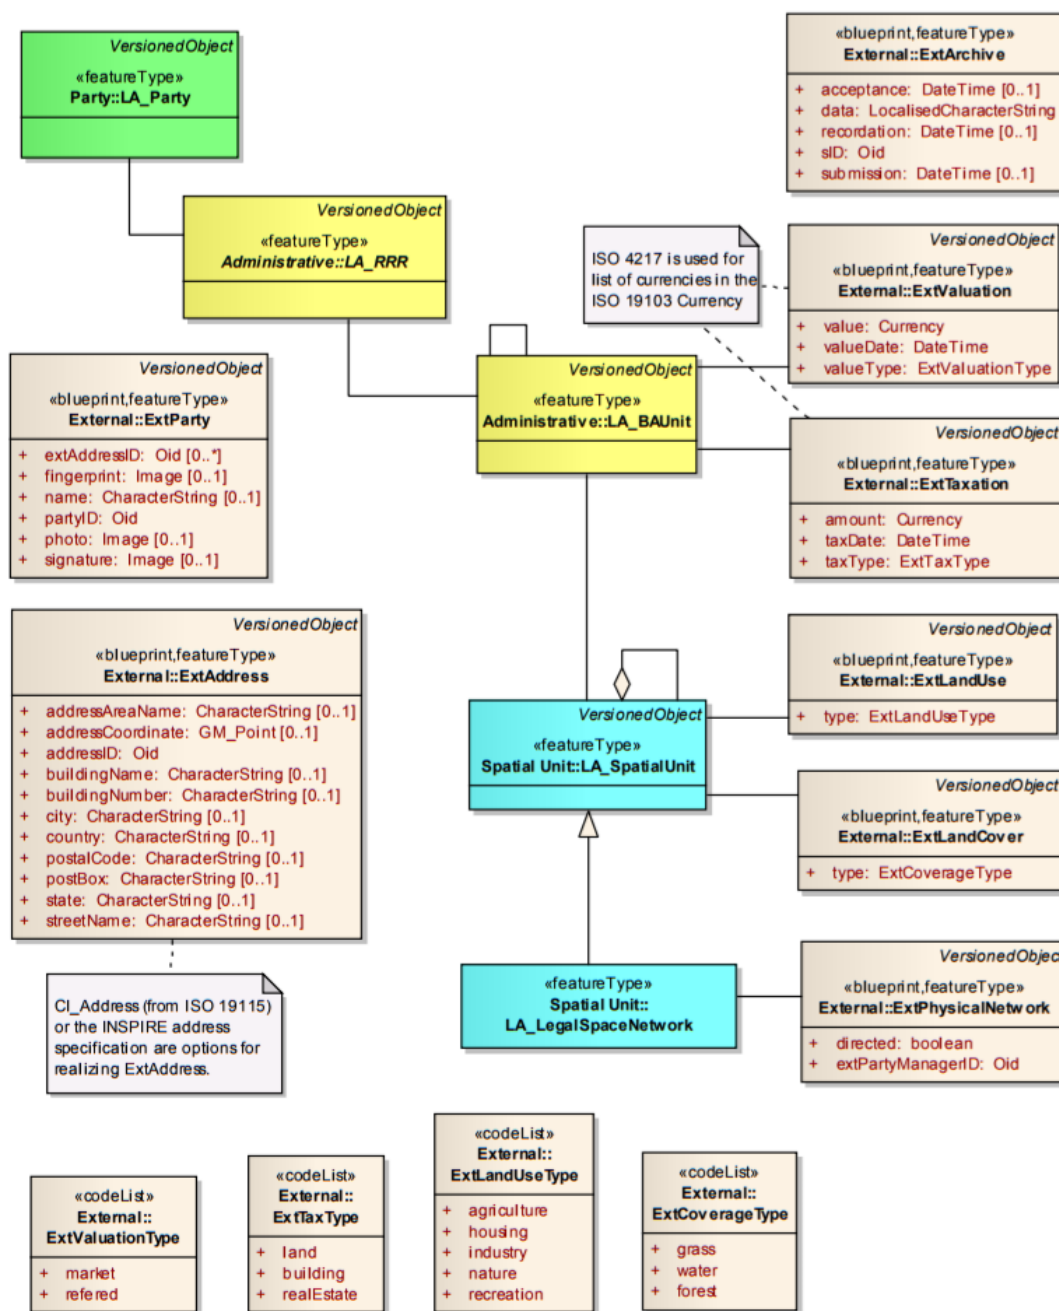 VersionedObject
«featureType»
Party::LA_Party
«blueprint,featureType»
External::ExtArchive
+ acceptance: DateTime [0..1]
+ data: LocalisedCharacterString
+ recordation: DateTime [0..1]
+ sID: Oid
+ submission: DateTime [0..1]
VersionedObject
«featureType»
Administrative::LA_RRR
ISO 4217 is used for
list of currencies in the
ISO 19103 Currency
VersionedObject
«blueprint,featureType»
External::ExtValuation
+ value: Currency
+ valueDate: DateTime
+ valueType: ExtValuationType
VersionedObject
«blueprint,featureType»
External::ExtParty
+ extAddressID: Oid [0..*]
+ fingerprint: Image [0..1]
+ name: CharacterString [0..1]
+ partyID: Oid
+ photo: Image [0..1]
+ signature: Image [0..1]
VersionedObject
«featureType»
Administrative::LA_BAUnit
VersionedObject
«blueprint,featureType»
External::ExtTaxation
+ amount: Currency
+ taxDate: DateTime
+ taxType: ExtTaxType
VersionedObject
«blueprint,featureType»
External::ExtAddress
+ addressAreaName: CharacterString [0..1]
+ addressCoordinate: GM_Point [0..1]
+ addressID: Oid
+ buildingName: CharacterString [0..1]
+ buildingNumber: CharacterString [0..1]
+ city: CharacterString [0..1]
+ country: CharacterString [0..1]
+ postalCode: CharacterString [0..1]
+ postBox: CharacterString [0..1]
+ state: CharacterString [0..1]
+ streetName: CharacterString [0..1]
VersionedObject
«blueprint,featureType»
External::ExtLandUse
+ type: ExtLandUseType
VersionedObject
«featureType»
Spatial Unit::LA_SpatialUnit
VersionedObject
«blueprint,featureType»
External::ExtLandCover
+ type: ExtCoverageType
CI_Address (from ISO 19115)
or the INSPIRE address
specification are options for
realizing ExtAddress.
«featureType»
Spatial Unit::
LA_LegalSpaceNetwork
VersionedObject
«blueprint,featureType»
External::ExtPhysicalNetwork
+ directed: boolean
+ extPartyManagerID: Oid
«codeList»
External::
ExtValuationType
+ market
+ refered
«codeList»
External::
ExtTaxType
+ land
+ building
+ realEstate
«codeList»
External::
ExtLandUseType
+ agriculture
+ housing
+ industry
+ nature
+ recreation
«codeList»
External::
ExtCoverageType
+ grass
+ water
+ forest